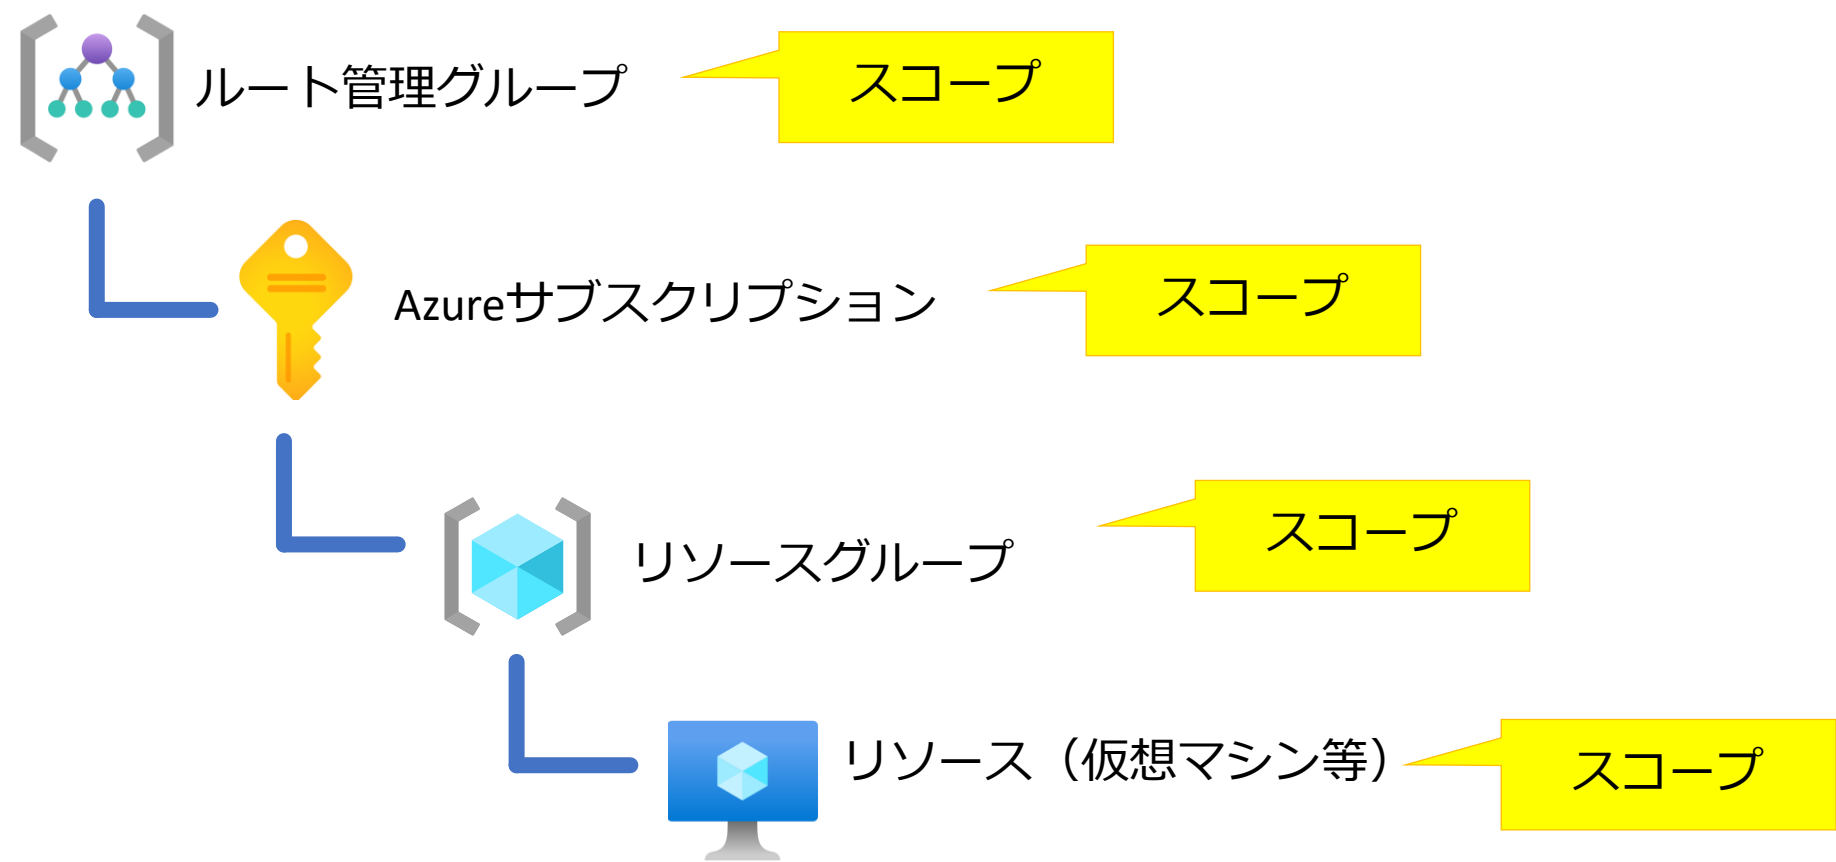 ルート管理グループ
スコープ
Azureサブスクリプション
スコープ
リソースグループ
スコープ
リソース（仮想マシン等）
スコープ